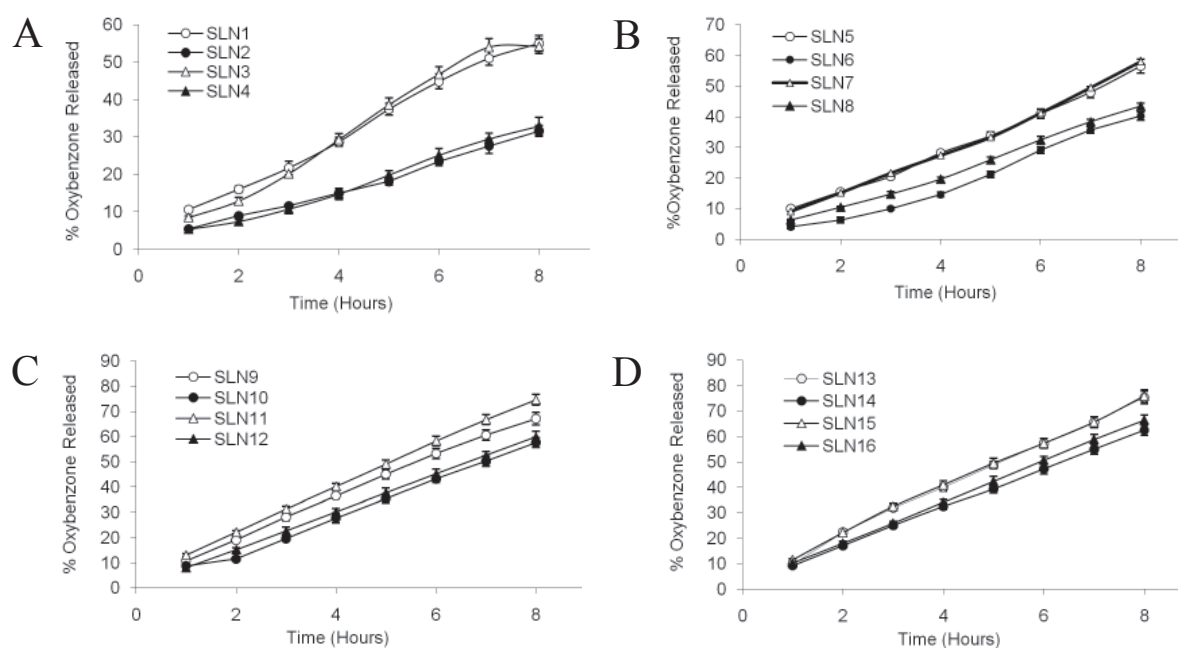 A
% Oxybenzone Released
60
50
40
30
20
10
0
SLN1
SLN2
SLN3
SLN4
0 2 4 6 8
Time (Hours)
B
%Oxybenzone Released
70
60
50
40
30
20
10
0
SLN5
SLN6
SLN7
SLN8
0 2 4 6 8
Time (Hours)
C
% Oxybenzone Released
90
80
70
60
50
40
30
20
10
0
SLN9
SLN10
SLN11
SLN12
0 2 4 6 8
Time (Hours)
D
% Oxybenzone Released
90
80
70
60
50
40
30
20
10
0
SLN13
SLN14
SLN15
SLN16
0 2 4 6 8
Time (Hours)